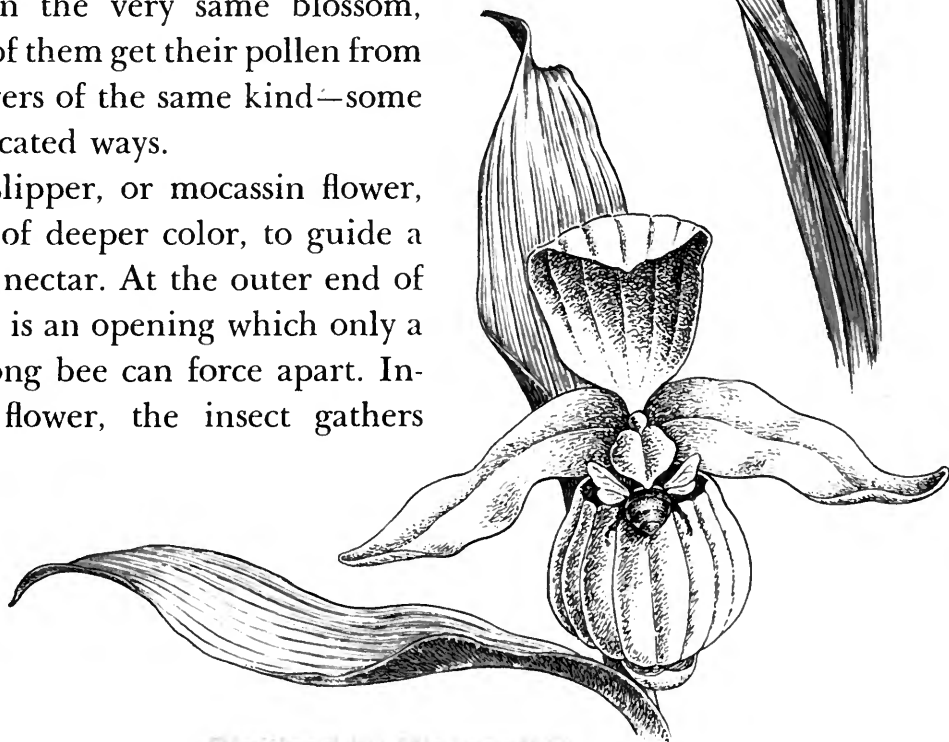 n the very same blossom,
of them get their pollen from
ers of the same kind—some
cated ways.
slipper, or mocassin flower,
of deeper color, to guide a
nectar. At the outer end of
is an opening which only a
ong bee can force apart. In-
flower, the insect gathers